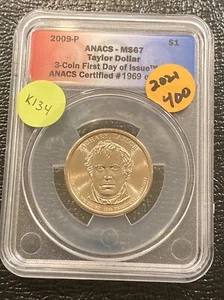 2009-P
$1
ANACS - MS67
Taylor Dollar
3-Coin First Day of Issue™
ANACS Certified #1969
K134
2021
400